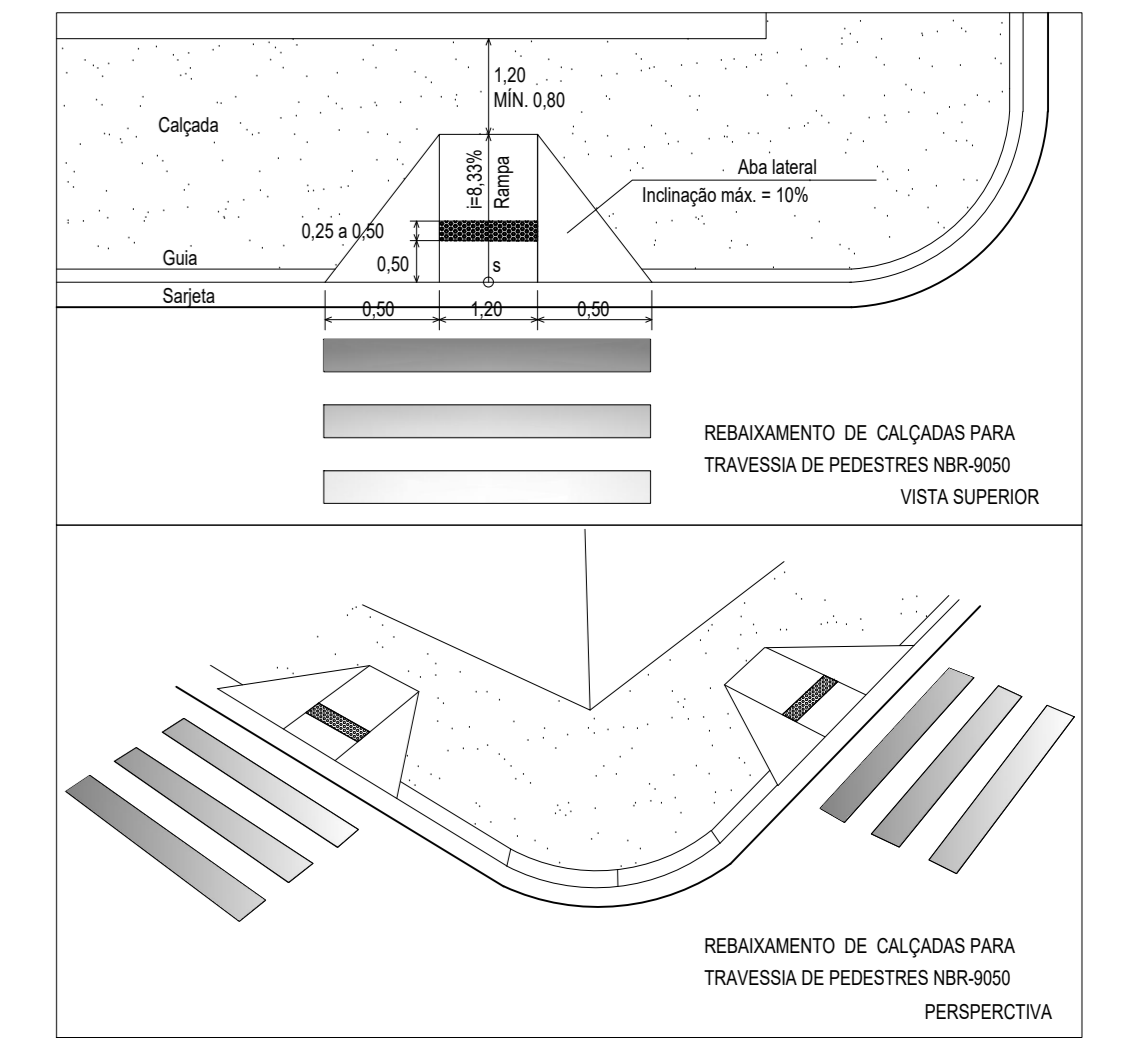 1,20
MÍN. 0,80
Calçada
i=8,33%
Rampa
Aba lateral
Inclinação máx. = 10%
0,25 a 0,50
Guia
0,50
s
Sarjeta
0,50
1,20
0,50
REBAIXAMENTO DE CALÇADAS PARA
TRAVESSIA DE PEDESTRES NBR-9050
VISTA SUPERIOR
REBAIXAMENTO DE CALÇADAS PARA
TRAVESSIA DE PEDESTRES NBR-9050
PERSPERCTIVA